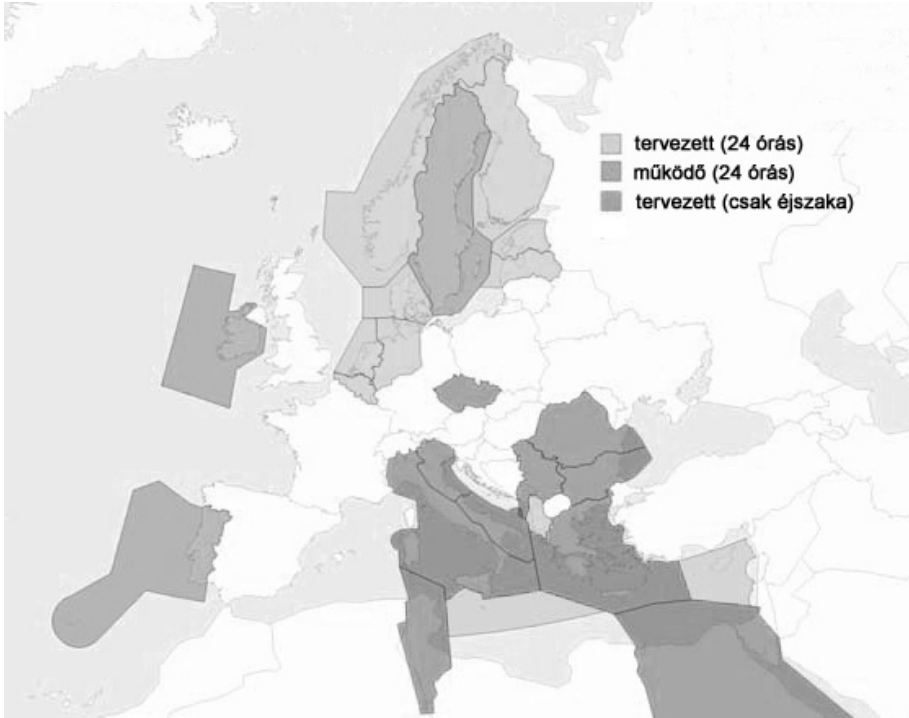 tervezett (24 órás)
működő (24 órás)
tervezett (csak éjszaka)